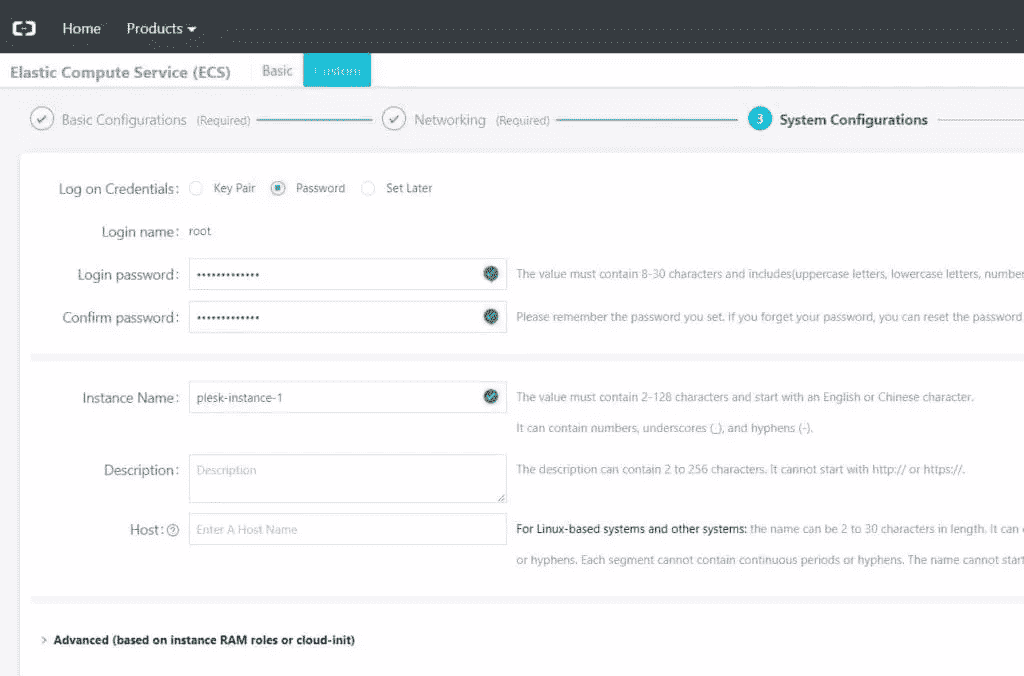 Home Products
Elastic Compute Service (ECS) Basic Custom
Basic Configurations (Required) Networking (Required) 3 System Configurations
Log on Credentials: Key Pair Password Set Later
Login name: root
Login password: ••••••••••••• The value must contain 8-30 characters and includes(uppercase letters, lowercase letters, number
Confirm password: ••••••••••••• Please remember the password you set. If you forget your password, you can reset the password
Instance Name: plesk-instance-1 The value must contain 2-128 characters and start with an English or Chinese character.
It can contain numbers, underscores (_), and hyphens (-).
Description: Description The description can contain 2 to 256 characters. It cannot start with http:// or https://.
Host: ? Enter A Host Name For Linux-based systems and other systems: the name can be 2 to 30 characters in length. It can
or hyphens. Each segment cannot contain continuous periods or hyphens. The name cannot start
> Advanced (based on instance RAM roles or cloud-init)